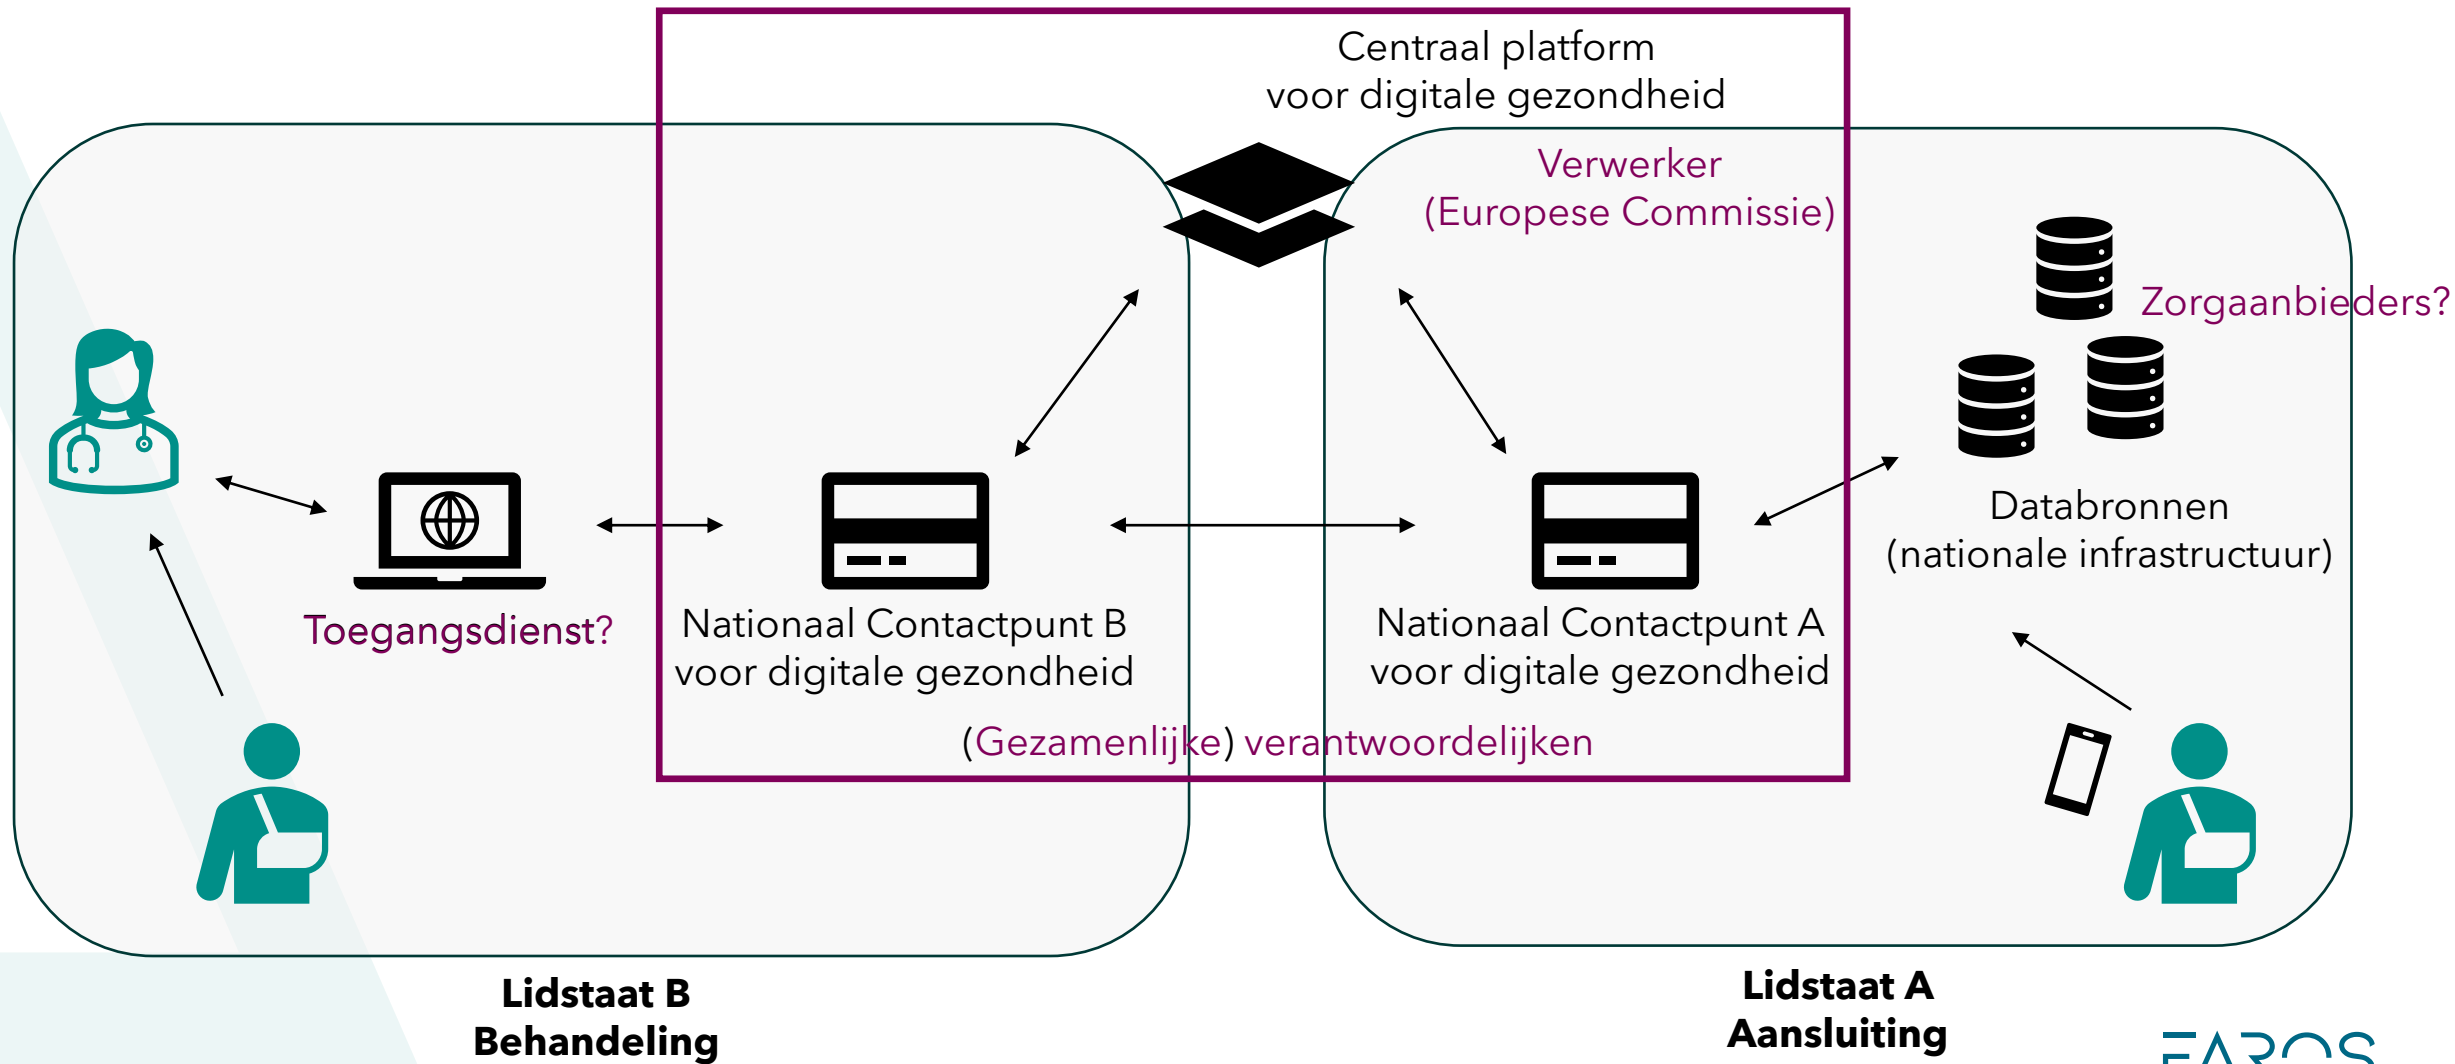 Centraal platform
voor digitale gezondheid
Verwerker
(Europese Commissie)
Zorgaanbieders?
Databronnen
(nationale infrastructuur)
Toegangsdienst?
Nationaal Contactpunt B
voor digitale gezondheid
Nationaal Contactpunt A
voor digitale gezondheid
(Gezamenlijke) verantwoordelijken
Lidstaat B
Behandeling
Lidstaat A
Aansluiting